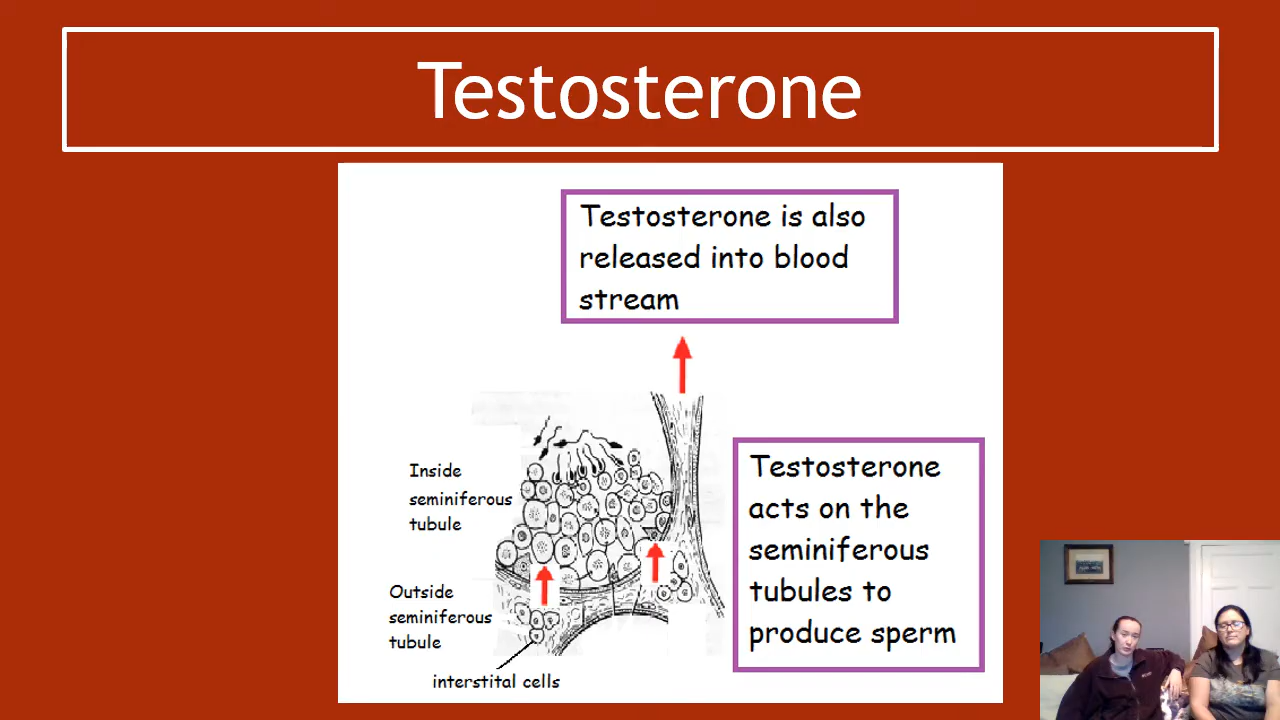 Testosterone
Testosterone is also
released into blood
stream
Inside
seminiferous
tubule
Testosterone
acts on the
seminiferous
tubules to
produce sperm
Outside
seminiferous
tubule
interstital cells